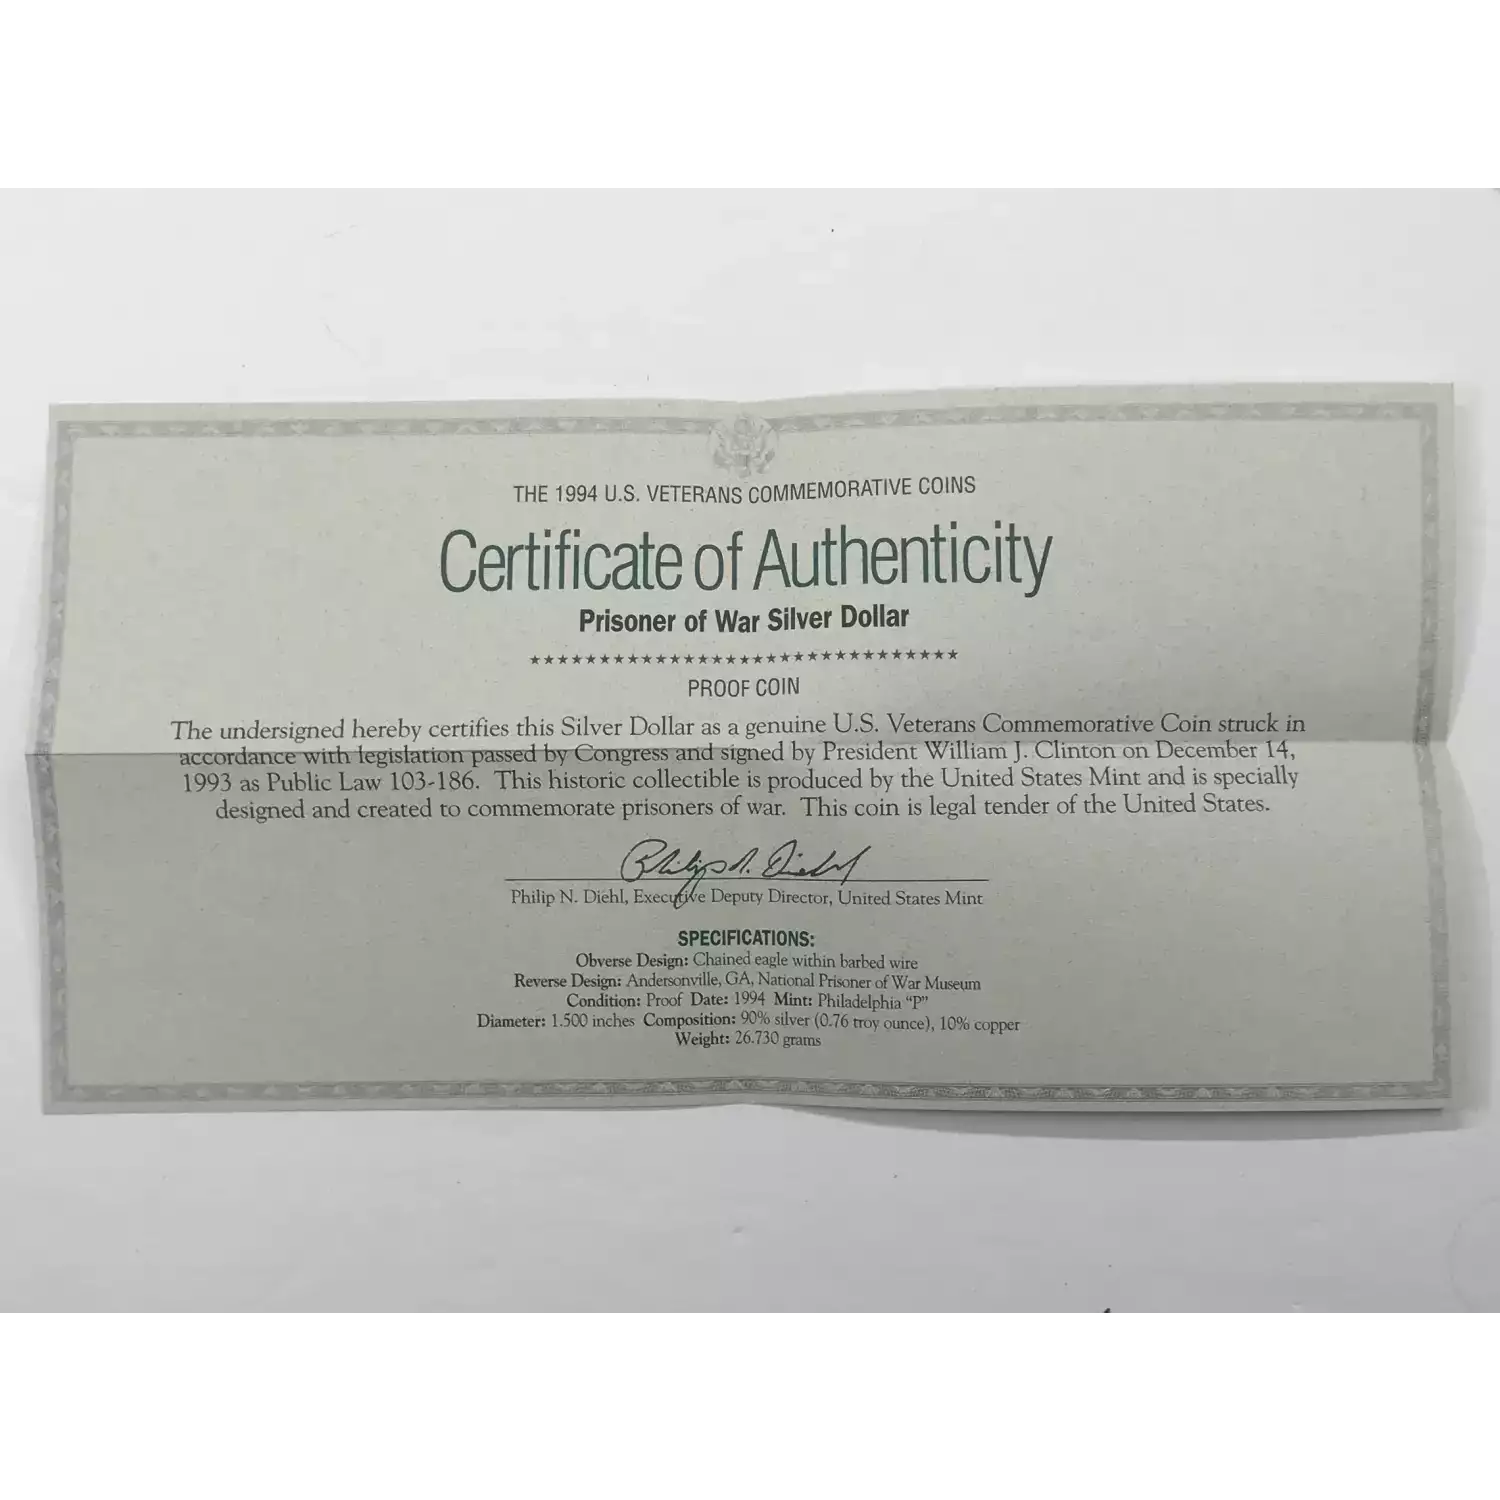 THE 1994 U.S. VETERANS COMMEMORATIVE COINS
Certificate of Authenticity
Prisoner of War Silver Dollar
★★★★★★★★★★★★★★★★★★★★★★★★★★★★★★★
PROOF COIN
The undersigned hereby certifies this Silver Dollar as a genuine U.S. Veterans Commemorative Coin struck in
accordance with legislation passed by Congress and signed by President William J. Clinton on December 14,
1993 as Public Law 103-186. This historic collectible is produced by the United States Mint and is specially
designed and created to commemorate prisoners of war. This coin is legal tender of the United States.
Philip N. Diehl
Philip N. Diehl, Executive Deputy Director, United States Mint
SPECIFICATIONS:
Obverse Design: Chained eagle within barbed wire
Reverse Design: Andersonville, GA, National Prisoner of War Museum
Condition: Proof Date: 1994 Mint: Philadelphia “P”
Diameter: 1.500 inches Composition: 90% silver (0.76 troy ounce), 10% copper
Weight: 26.730 grams